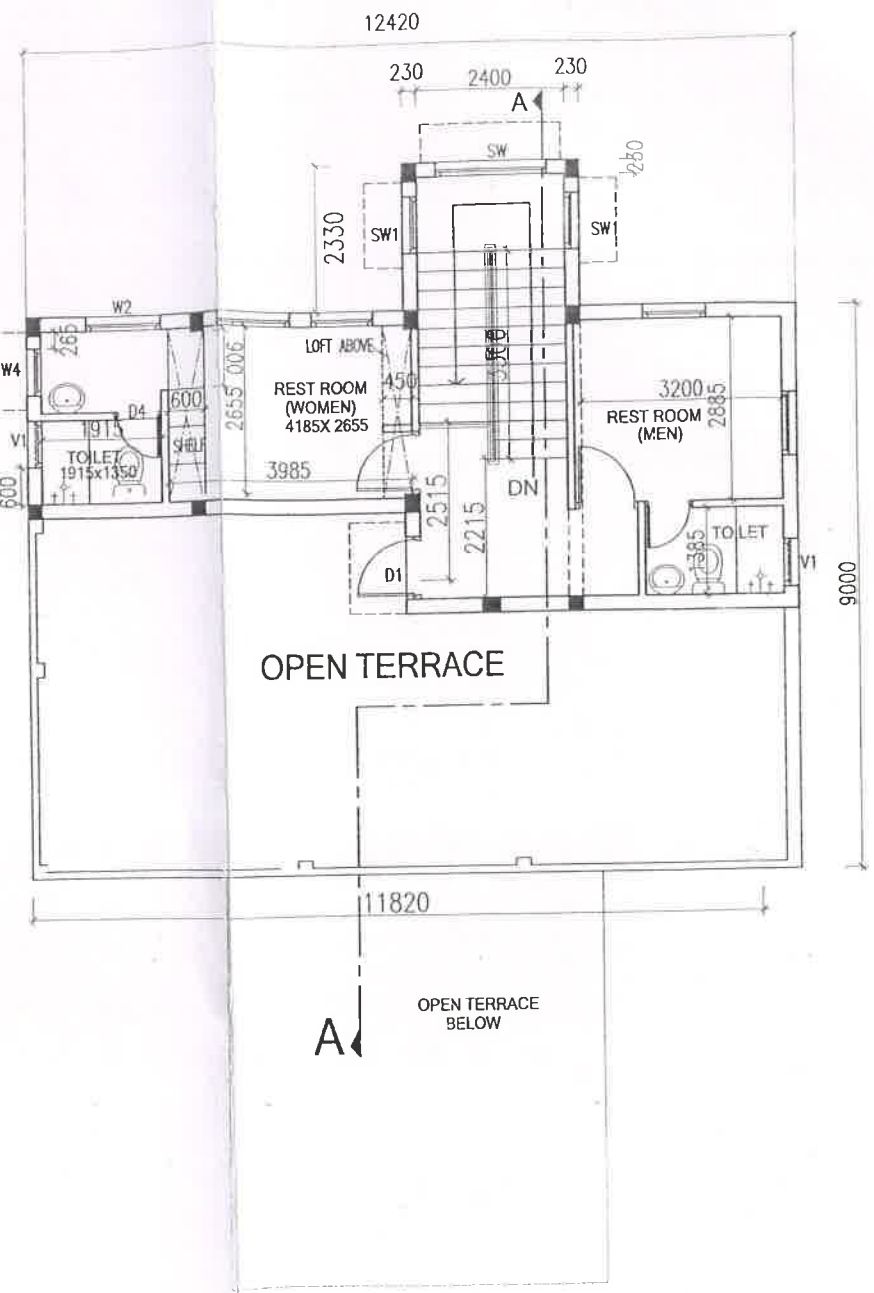 12420
230
2400
230
A
SW
230
2330
SW1
SW1
W2
265
W4
LOFT ABOVE
REST ROOM
(WOMEN)
4185X 2655
2655
900
450
600
D4
1915
V1
TOILET
1915x1350
SHELF
600
3985
3200
REST ROOM
(MEN)
2885
DN
2515
2215
1385
TOILET
V1
D1
9000
OPEN TERRACE
11820
OPEN TERRACE
BELOW
A